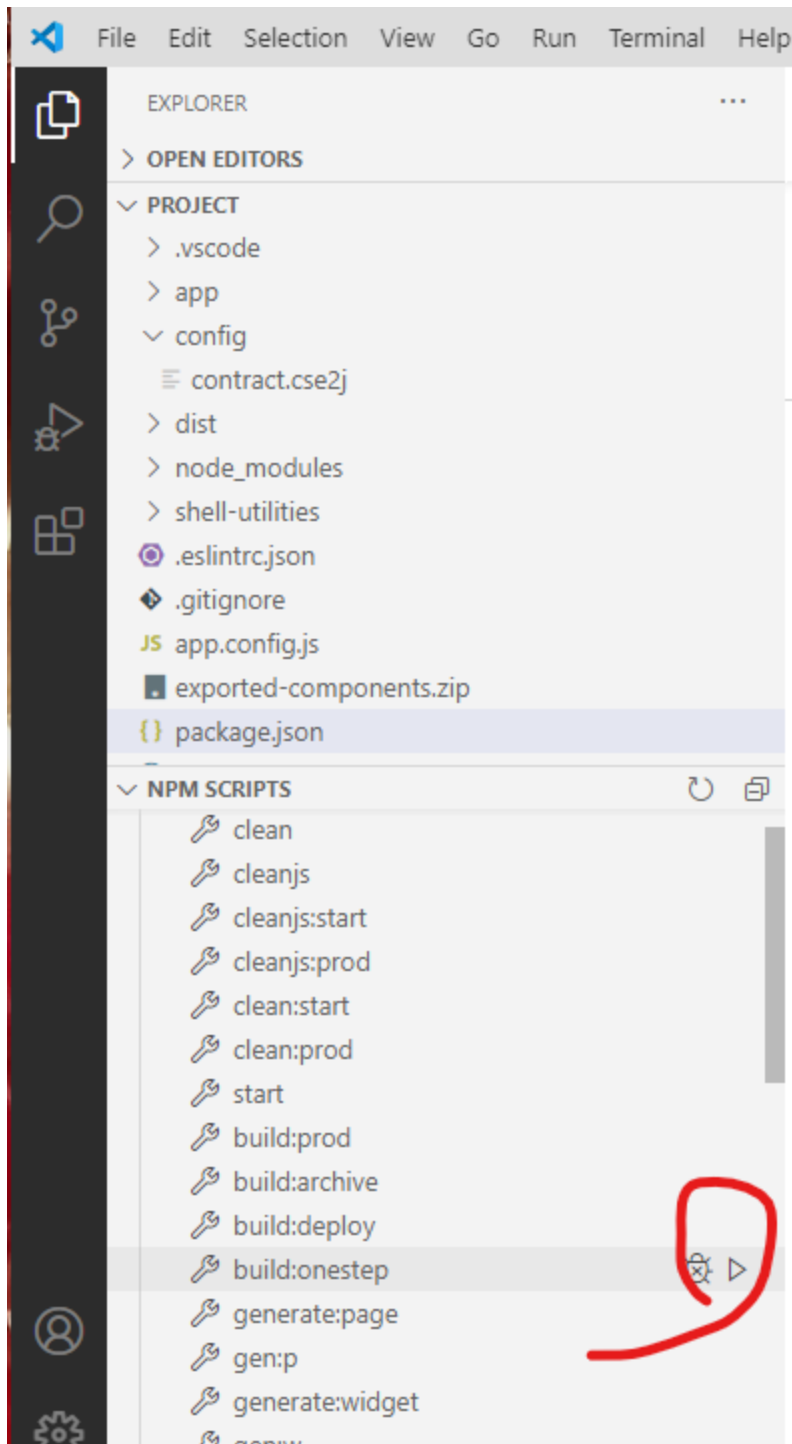 File Edit Selection View Go Run Terminal Help
EXPLORER
OPEN EDITORS
PROJECT
.vscode
app
config
contract.cse2j
dist
node_modules
shell-utilities
.eslintrc.json
.gitignore
JS app.config.js
exported-components.zip
{ } package.json
NPM SCRIPTS
clean
cleanjs
cleanjs:start
cleanjs:prod
clean:start
clean:prod
start
build:prod
build:archive
build:deploy
build:onestep
generate:page
gen:p
generate:widget